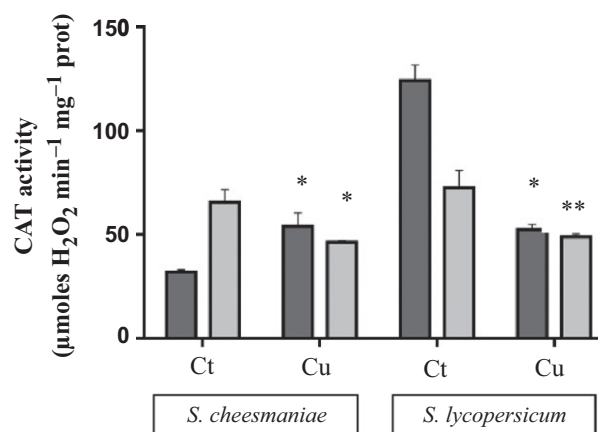 CAT activity
(µmoles H₂O₂ min⁻¹ mg⁻¹ prot)
150
100
50
0
* * * **
Ct Cu Ct Cu
S. cheesmaniae S. lycopersicum